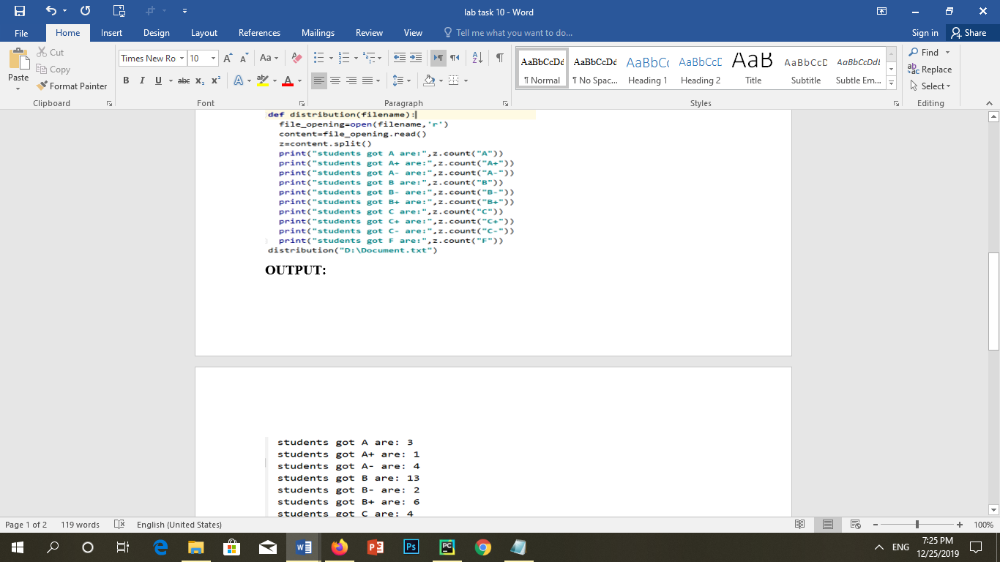 lab task 10 - Word
File Home Insert Design Layout References Mailings Review View Tell me what you want to do... Sign in Share
Paste
Cut
Copy
Format Painter
Clipboard
Times New Ro 10 Aa
B I U abc x₂ x² A ab A
Font
Paragraph
AaBbCcDd AaBbCcDd AaBbCc AaBbCcD AaB AaBbCcD AaBbCcDd
¶ Normal ¶ No Spac... Heading 1 Heading 2 Title Subtitle Subtle Em...
Styles
Find
Replace
Select
Editing
def distribution(filename):
file_opening=open(filename,'r')
content=file_opening.read()
z=content.split()
print("students got A are:",z.count("A"))
print("students got A+ are:",z.count("A+"))
print("students got A- are:",z.count("A-"))
print("students got B are:",z.count("B"))
print("students got B- are:",z.count("B-"))
print("students got B+ are:",z.count("B+"))
print("students got C are:",z.count("C"))
print("students got C+ are:",z.count("C+"))
print("students got C- are:",z.count("C-"))
print("students got F are:",z.count("F"))
distribution("D:\Document.txt")
OUTPUT:
students got A are: 3
students got A+ are: 1
students got A- are: 4
students got B are: 13
students got B- are: 2
students got B+ are: 6
students got C are: 4
Page 1 of 2 119 words English (United States) 100%
ENG
7:25 PM
12/25/2019